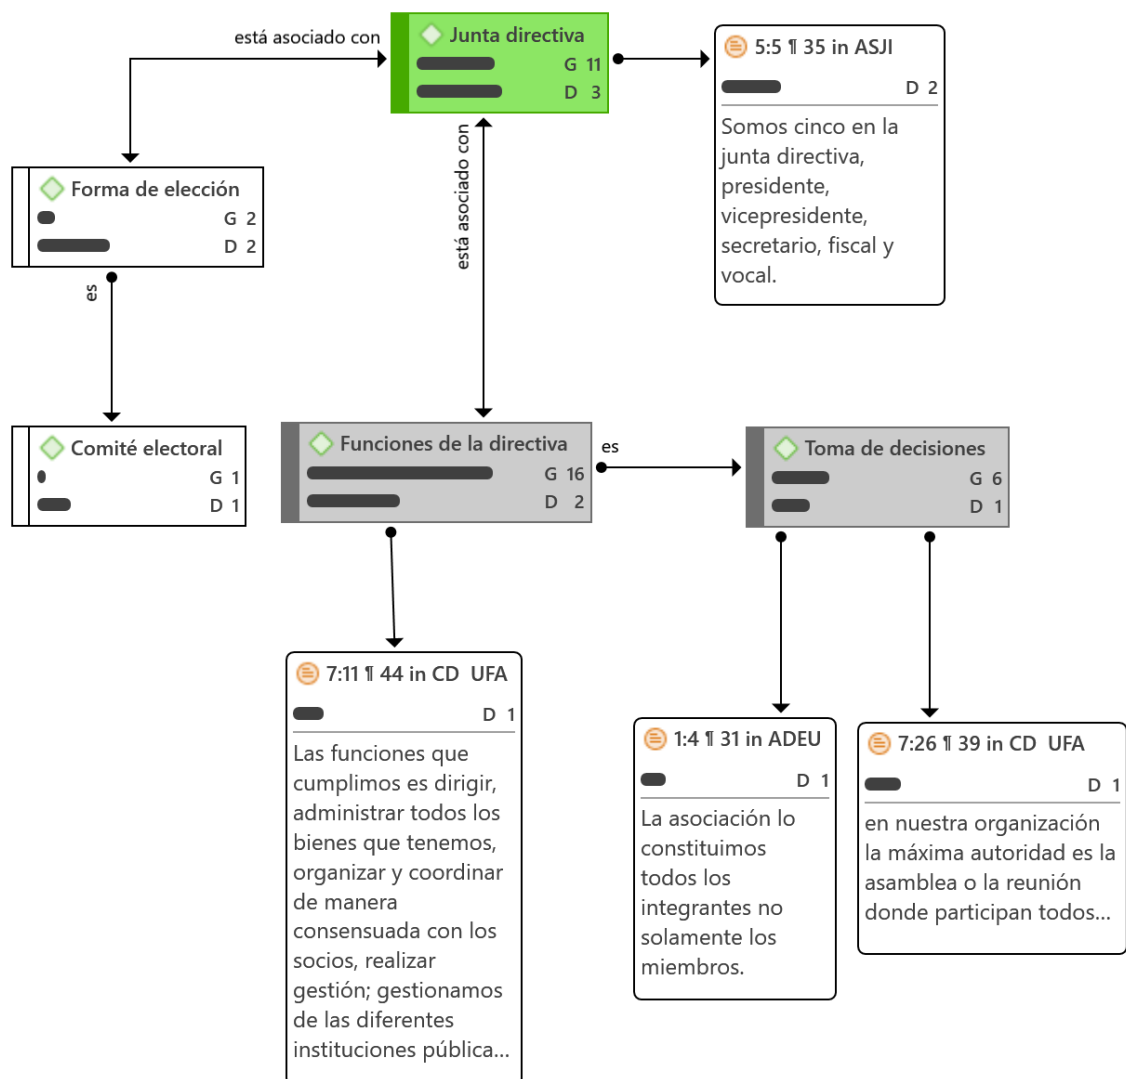 está asociado con
Junta directiva
G 11
D 3
5:5 ¶ 35 in ASJI
D 2
Somos cinco en la
junta directiva,
presidente,
vicepresidente,
secretario, fiscal y
vocal.
está asociado con
Forma de elección
G 2
D 2
es
Comité electoral
G 1
D 1
Funciones de la directiva
G 16
D 2
es
Toma de decisiones
G 6
D 1
7:11 ¶ 44 in CD UFA
D 1
Las funciones que
cumplimos es dirigir,
administrar todos los
bienes que tenemos,
organizar y coordinar
de manera
consensuada con los
socios, realizar
gestión; gestionamos
de las diferentes
instituciones pública...
1:4 ¶ 31 in ADEU
D 1
La asociación lo
constituimos
todos los
integrantes no
solamente los
miembros.
7:26 ¶ 39 in CD UFA
D 1
en nuestra organización
la máxima autoridad es la
asamblea o la reunión
donde participan todos...